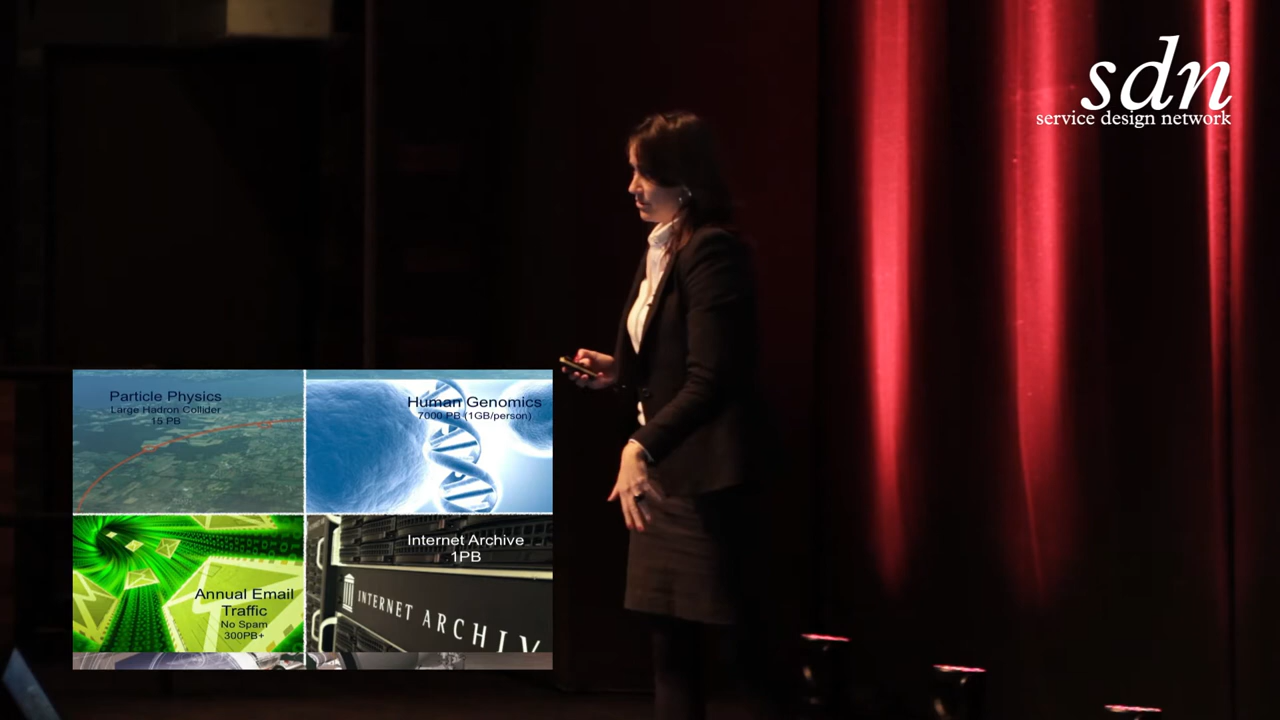 sdn
service design network
Particle Physics
Large Hadron Collider
15 PB
Human Genomics
7000 PB (1GB/person)
Annual Email
Traffic
No Spam
300PB+
Internet Archive
1PB
INTERNET ARCHIV